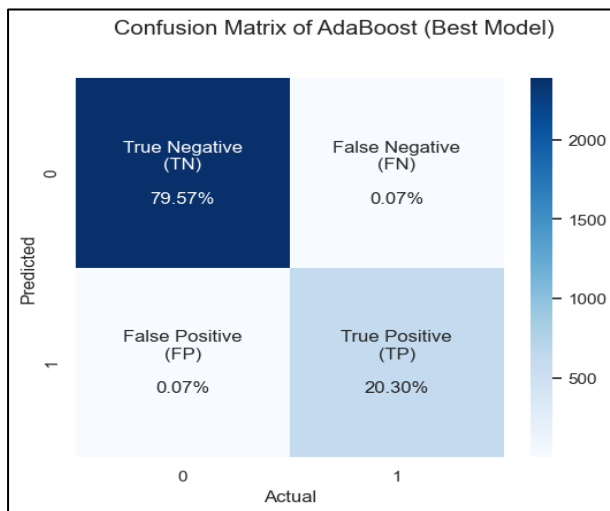 Confusion Matrix of AdaBoost (Best Model)
True Negative
(TN)
79.57%
False Negative
(FN)
0.07%
False Positive
(FP)
0.07%
True Positive
(TP)
20.30%
0
1
Predicted
0
1
Actual
2000
1500
1000
500